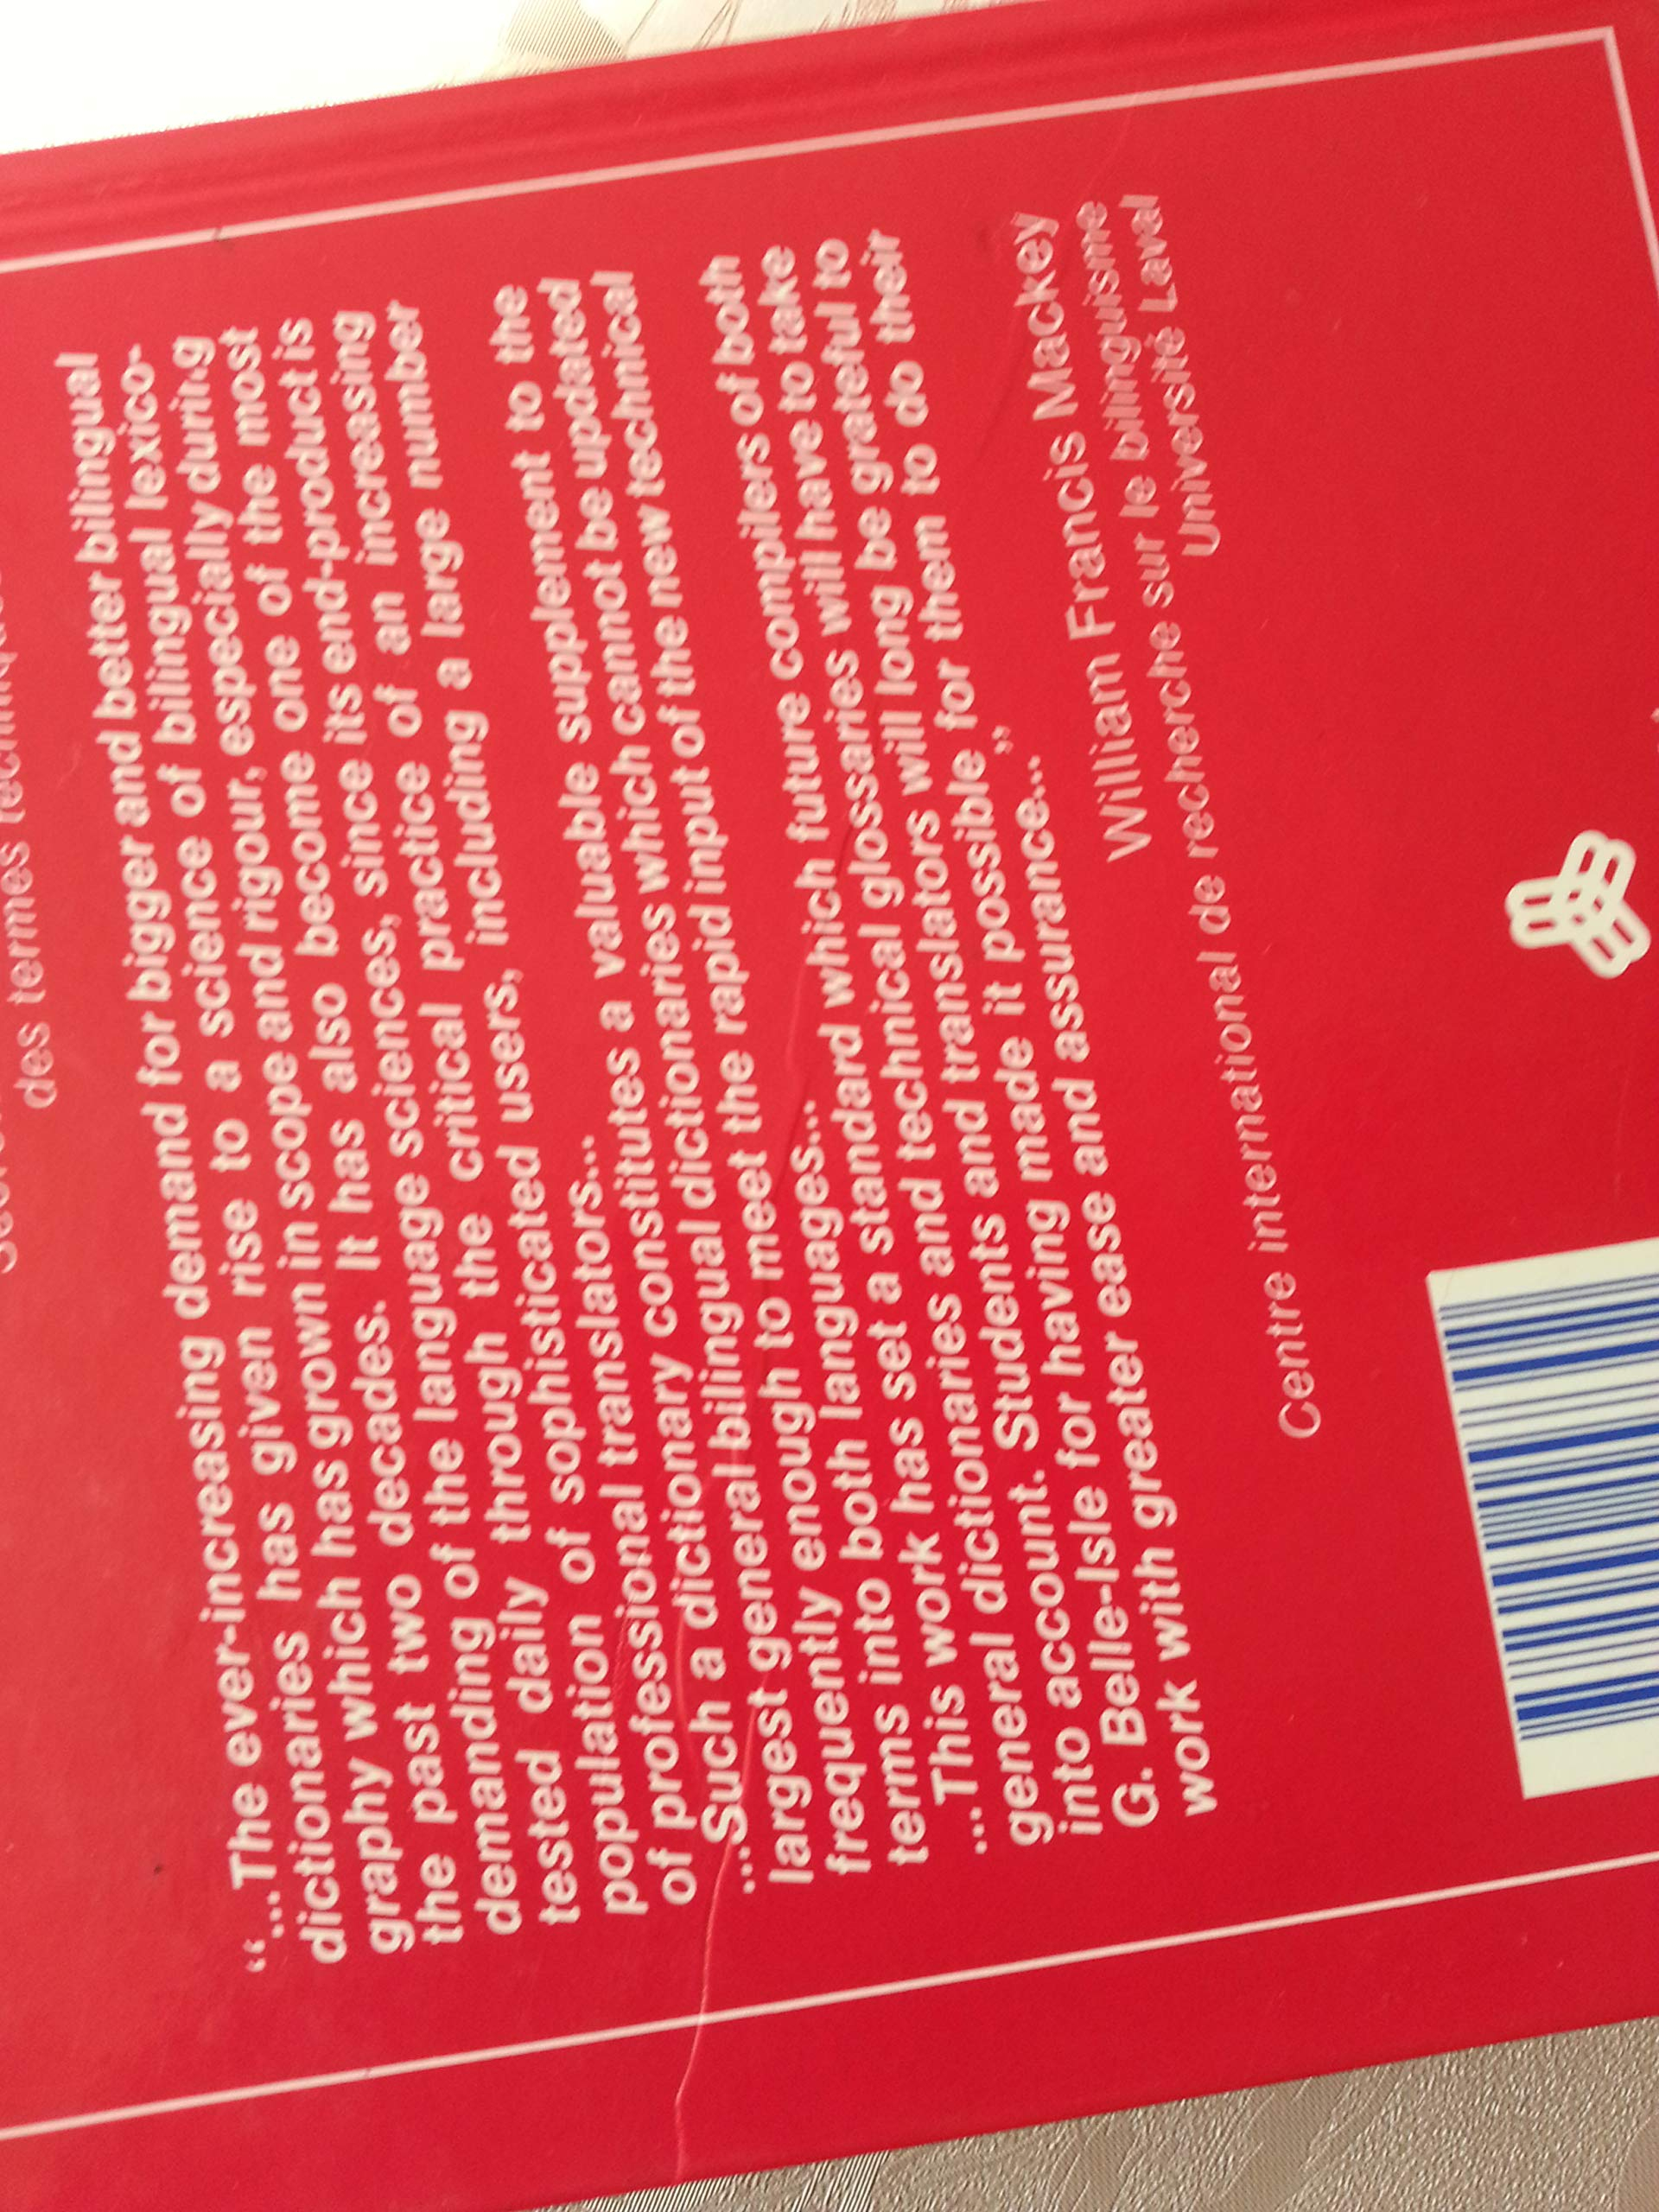 des termes
"...The ever-increasing demand for bigger and better bilingual
dictionaries has given rise to a science of bilingual lexico-
graphy which has grown in scope and rigour, especially during
the past two decades. It has also become one of the most
demanding of the language sciences, since its end-product is
tested daily through the critical practice of an increasing
population of sophisticated users, including a large number
of professional translators...
...Such a dictionary constitutes a valuable supplement to the
largest general bilingual dictionaries which cannot be updated
frequently enough to meet the rapid input of the new technical
terms into both languages...
...This work has set a standard which future compilers of both
general dictionaries and technical glossaries will have to take
into account. Students and translators will long be grateful to
G. Belle-Isle for having made it possible for them to do their
work with greater ease and assurance..."
William Francis Mackey
Centre international de recherche sur le bilinguisme
Université Laval